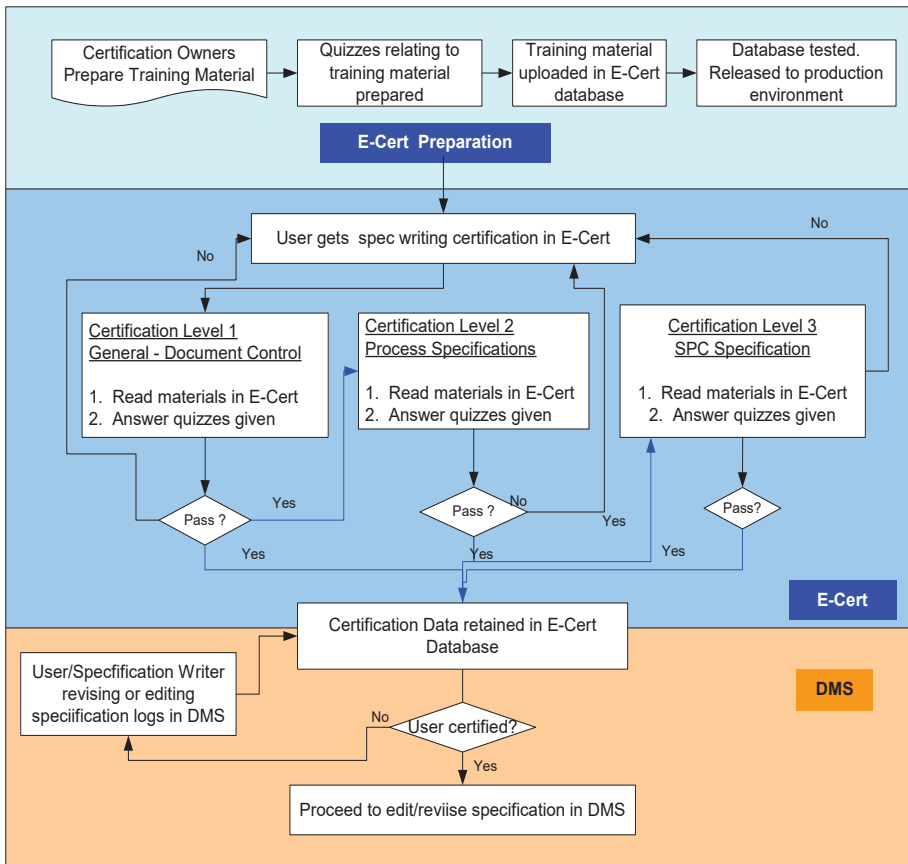 Certification Owners
Prepare Training Material
Quizzes relating to
training material
prepared
Training material
uploaded in E-Cert
database
Database tested.
Released to production
environment
E-Cert Preparation
User gets spec writing certification in E-Cert
No
No
Certification Level 1
General - Document Control
1. Read materials in E-Cert
2. Answer quizzes given
Certification Level 2
Process Specifications
1. Read materials in E-Cert
2. Answer quizzes given
Certification Level 3
SPC Specification
1. Read materials in E-Cert
2. Answer quizzes given
Pass ?
Yes
Pass ?
No
Yes
Pass?
Yes
Yes
Yes
E-Cert
Certification Data retained in E-Cert
Database
User/Specfification Writer
revising or editing
speciification logs in DMS
DMS
No
User certified?
Yes
Proceed to edit/reviise specification in DMS